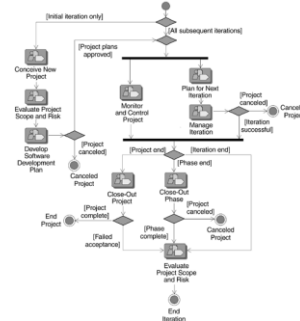 [Initial iteration only]
[All subsequent iterations]
[Project plans
approved]
Conceive New
Project
Evaluate Project
Scope and Risk
Develop
Software
Development
Plan
[Project
canceled]
Canceled
Project
Monitor
and Control
Project
Plan for Next
Iteration
Manage
Iteration
[Project
canceled]
Canceled
[Iteration
successful]
[Project end]
[Iteration end]
[Phase end]
Close-Out
Project
Close-Out
Phase
[Project
complete]
End
Project
[Failed
acceptance]
[Project
canceled]
Canceled
Project
[Phase
complete]
Evaluate
Project Scope
and Risk
End
Iteration